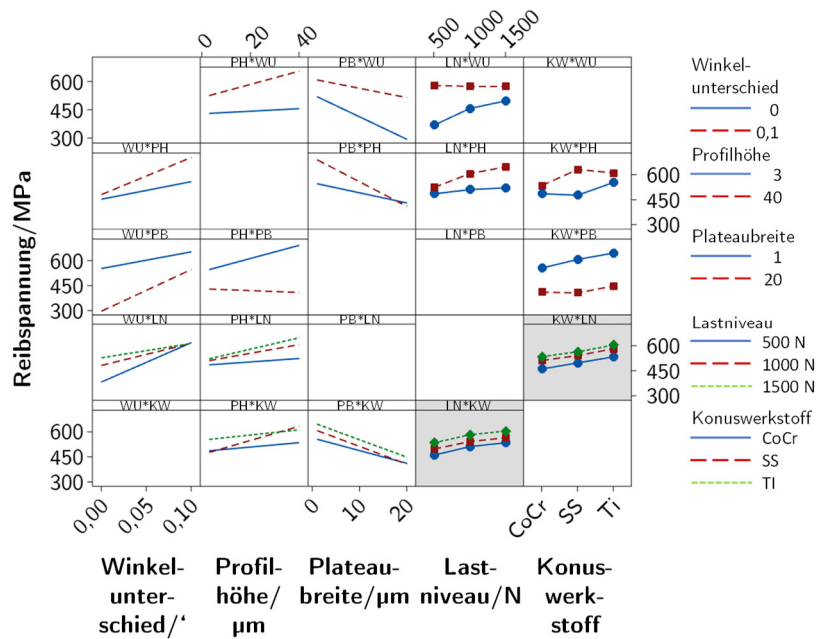 0 20 40 500 1000 1500
PH*WU PB*WU LN*WU KW*WU
600
450
300
WU*PH PB*PH LN*PH KW*PH
600
450
300
WU*PB PH*PB LN*PB KW*PB
600
450
300
WU*LN PH*LN PB*LN KW*LN
600
450
300
WU*KW PH*KW PB*KW LN*KW
600
450
300
Reibspannung/MPa
0,00 0,05 0,10 0 10 20 CoCr SS Ti
Winkel-
unter-
schied/‘
Profil-
höhe/
µm
Plateau-
breite/µm
Last-
niveau/N
Konus-
werk-
stoff
Winkel-
unterschied
0
0,1
Profilhöhe
3
40
Plateaubreite
1
20
Lastniveau
500 N
1000 N
1500 N
Konuswerkstoff
CoCr
SS
TI